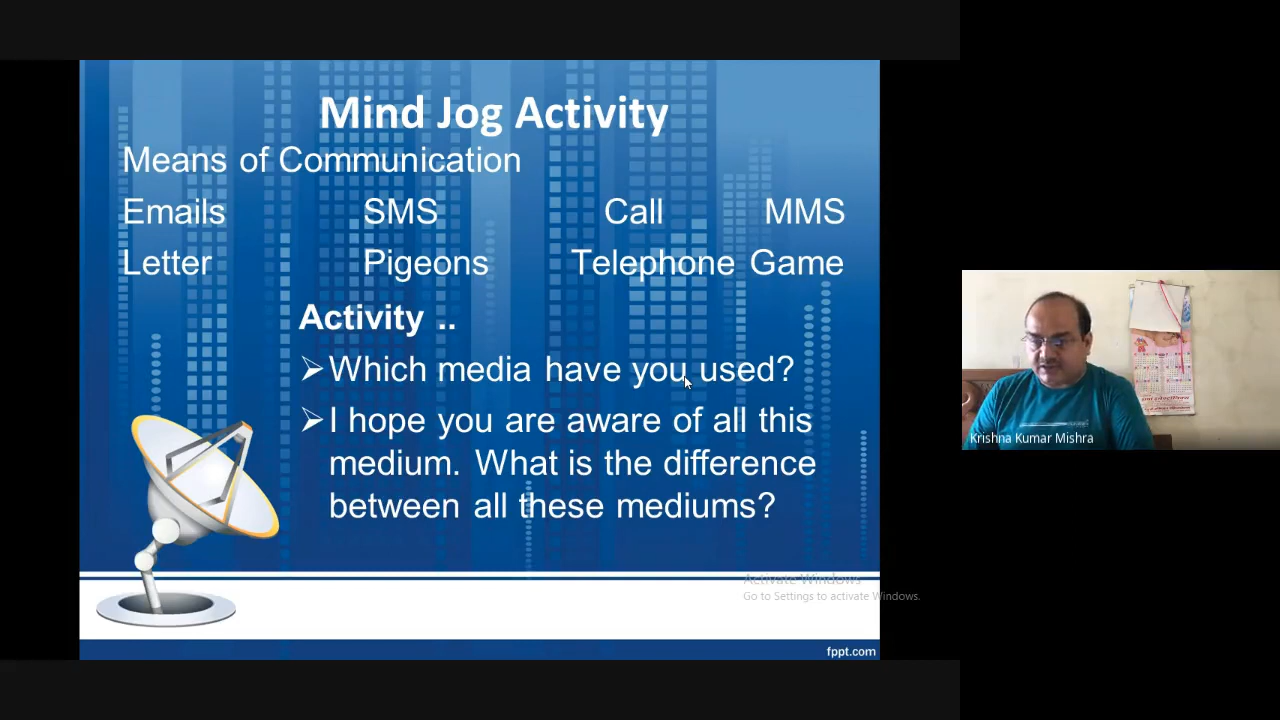 Mind Jog Activity
Means of Communication
Emails SMS Call MMS
Letter Pigeons Telephone Game
Activity ..
➢Which media have you used?
➢I hope you are aware of all this
medium. What is the difference
between all these mediums?
Activate Windows
Go to Settings to activate Windows.
fppt.com
Krishna Kumar Mishra